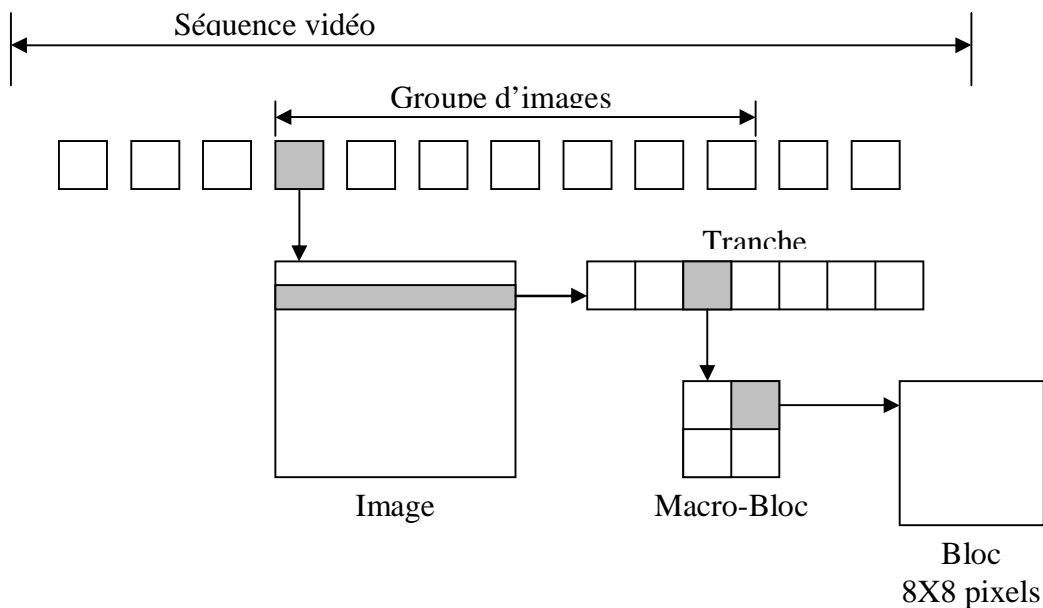 Séquence vidéo
Groupe d'images
Tranche
Image
Macro-Bloc
Bloc
8X8 pixels